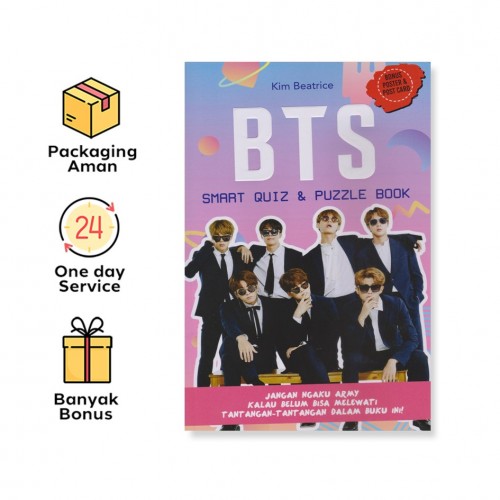 Packaging
Aman
24
One day
Service
Banyak
Bonus
Kim Beatrice
BONUS
POSTER &
POST CARD
BTS
SMART QUIZ & PUZZLE BOOK
JANGAN NGAKU ARMY
KALAU BELUM BISA MELEWATI
TANTANGAN-TANTANGAN DALAM BUKU INI!